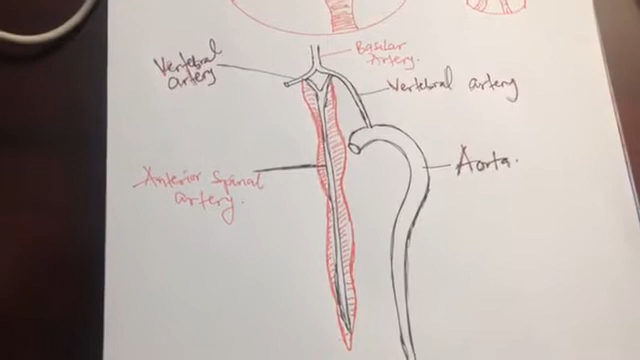 Basilar
Artery.
Vertebral
artery
Vertebral artery
Aorta.
Anterior Spinal
artery.